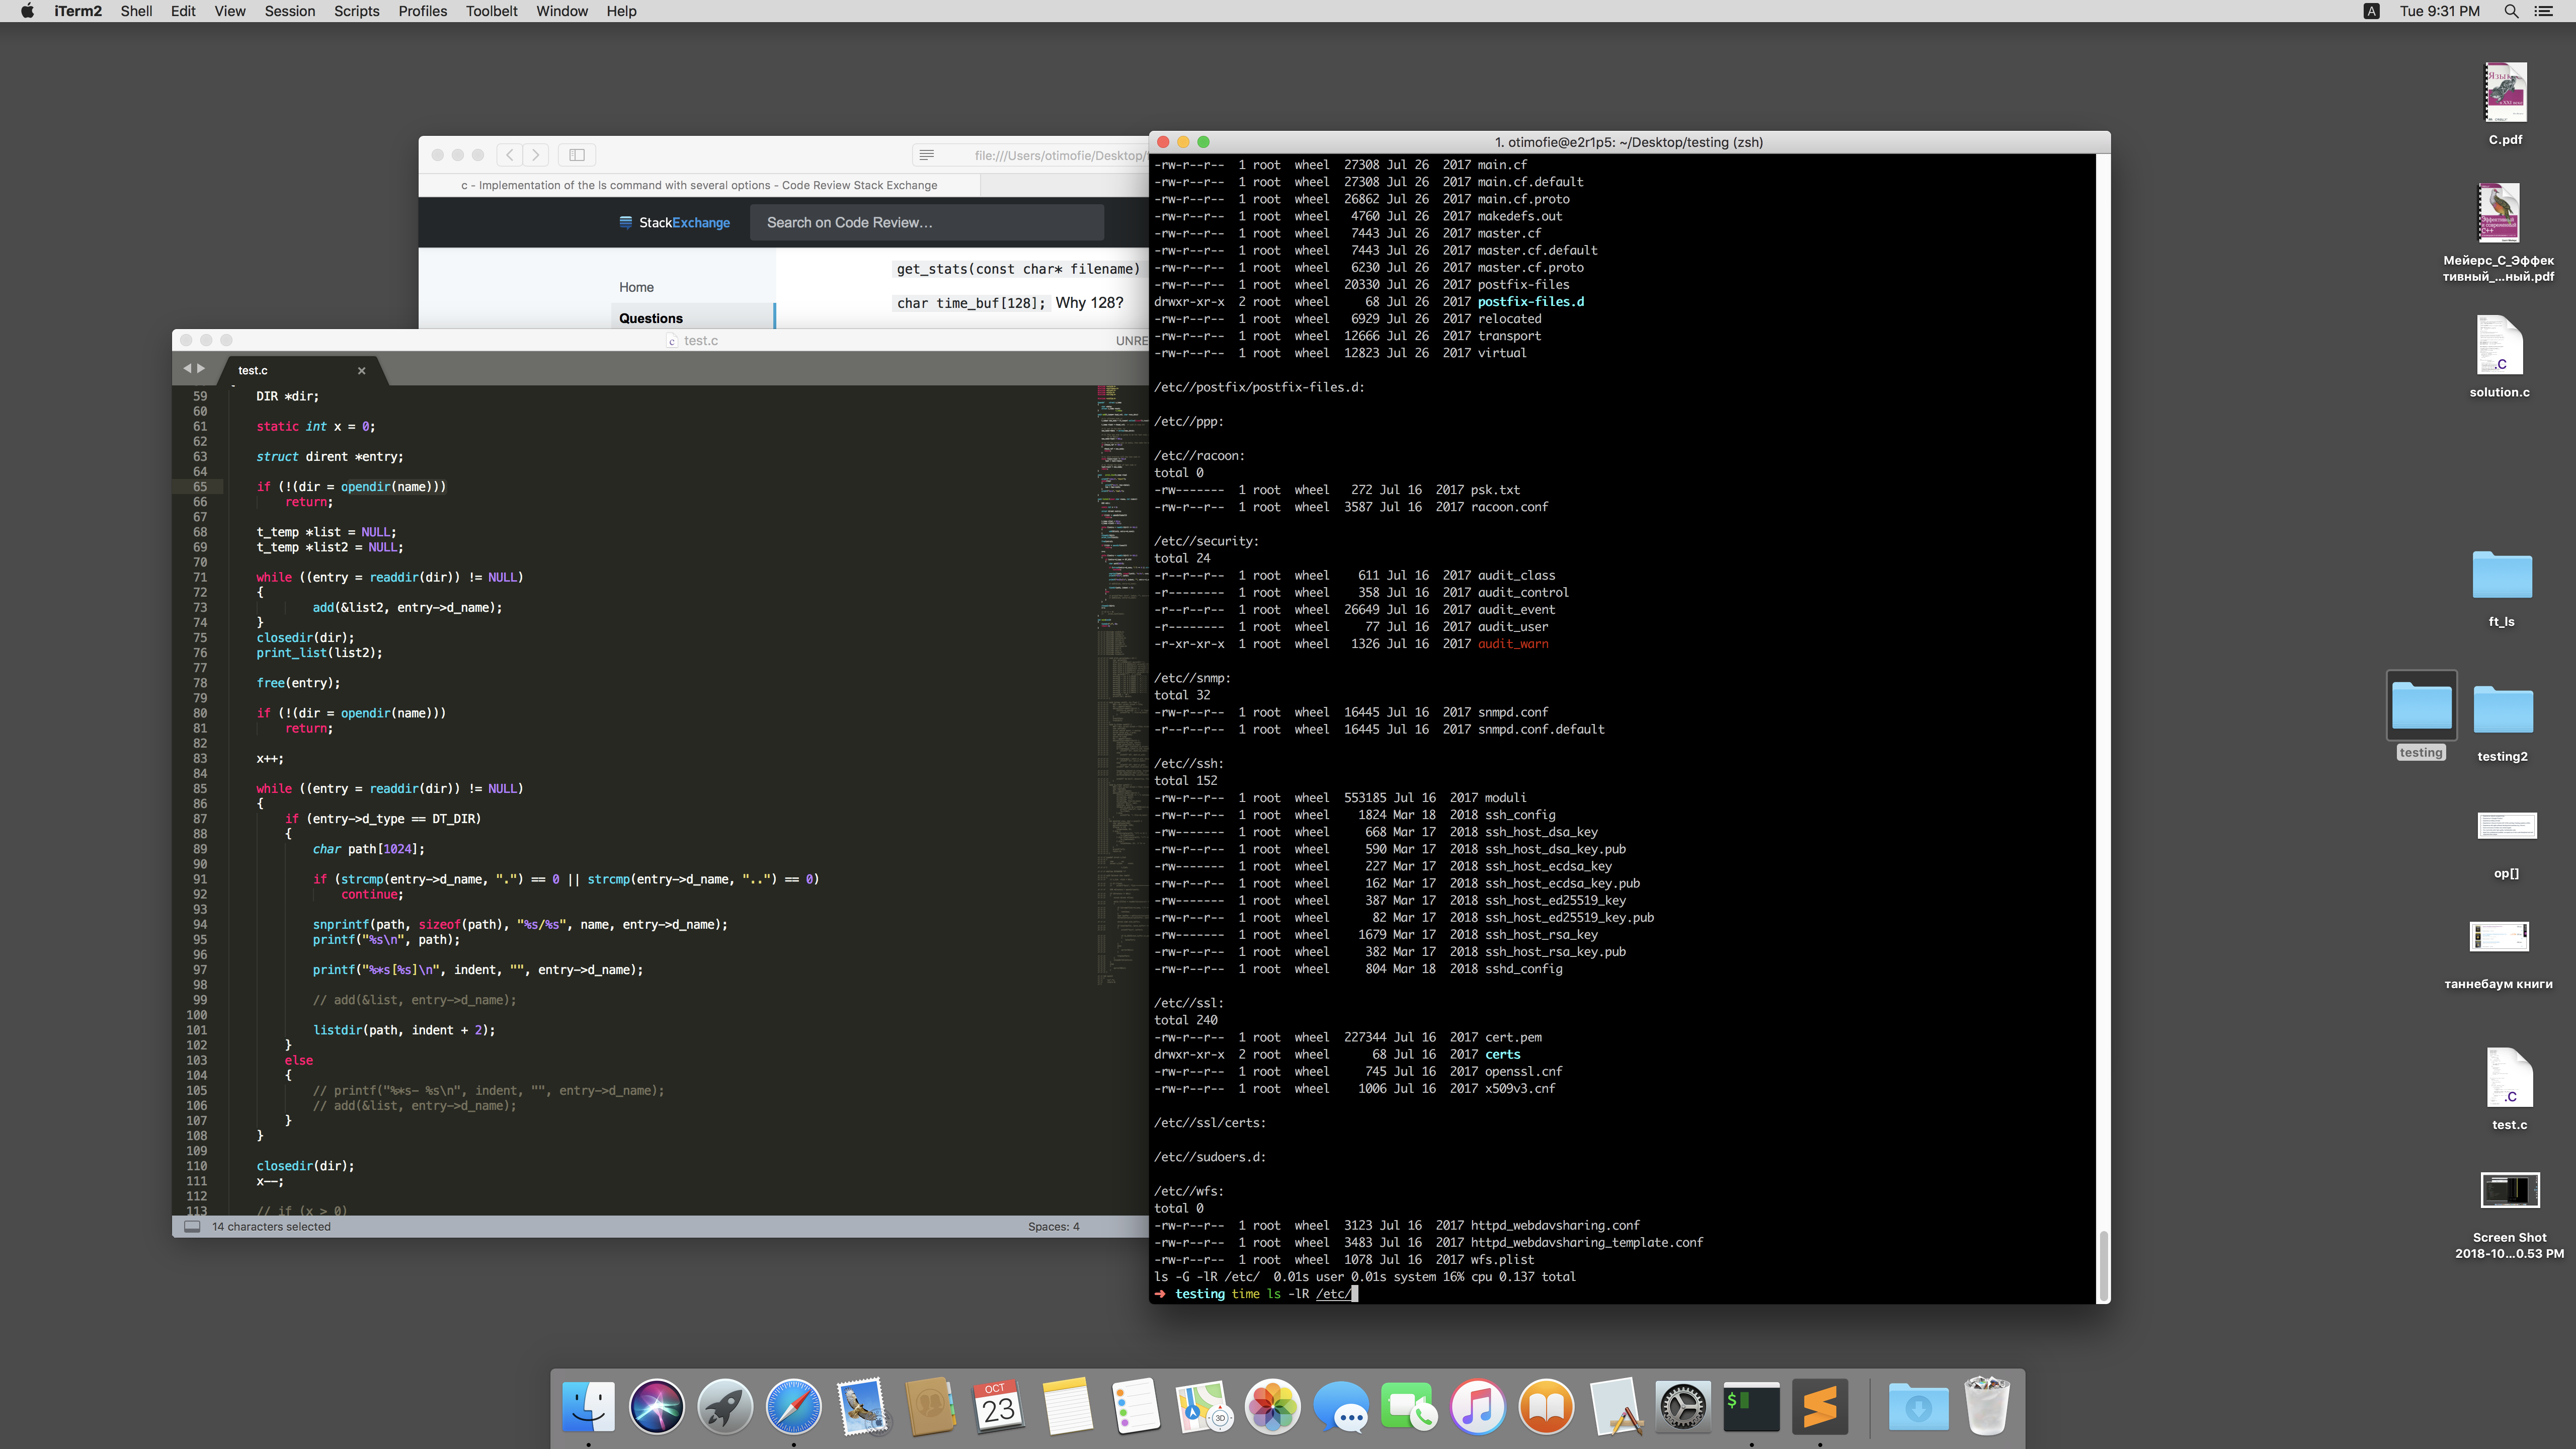 iTerm2 Shell Edit View Session Scripts Profiles Toolbelt Window Help
A Tue 9:31 PM
file:///Users/otimofie/Desktop/
c - Implementation of the ls command with several options - Code Review Stack Exchange
StackExchange Search on Code Review…
Home
Questions
get_stats(const char* filename)
char time_buf[128]; Why 128?
test.c UNRE
test.c
59 DIR *dir;
60
61 static int x = 0;
62
63 struct dirent *entry;
64
65 if (!(dir = opendir(name)))
66 return;
67
68 t_temp *list = NULL;
69 t_temp *list2 = NULL;
70
71 while ((entry = readdir(dir)) != NULL)
72 {
73 add(&list2, entry->d_name);
74 }
75 closedir(dir);
76 print_list(list2);
77
78 free(entry);
79
80 if (!(dir = opendir(name)))
81 return;
82
83 x++;
84
85 while ((entry = readdir(dir)) != NULL)
86 {
87 if (entry->d_type == DT_DIR)
88 {
89 char path[1024];
90
91 if (strcmp(entry->d_name, ".") == 0 || strcmp(entry->d_name, "..") == 0)
92 continue;
93
94 snprintf(path, sizeof(path), "%s/%s", name, entry->d_name);
95 printf("%s\n", path);
96
97 printf("%*s[%s]\n", indent, "", entry->d_name);
98
99 // add(&list, entry->d_name);
100
101 listdir(path, indent + 2);
102 }
103 else
104 {
105 // printf("%*s- %s\n", indent, "", entry->d_name);
106 // add(&list, entry->d_name);
107 }
108 }
109
110 closedir(dir);
111 x--;
112
113 // if (x > 0)
14 characters selected Spaces: 4
1. otimofie@e2r1p5: ~/Desktop/testing (zsh)
-rw-r--r-- 1 root wheel 27308 Jul 26 2017 main.cf
-rw-r--r-- 1 root wheel 27308 Jul 26 2017 main.cf.default
-rw-r--r-- 1 root wheel 26862 Jul 26 2017 main.cf.proto
-rw-r--r-- 1 root wheel 4760 Jul 26 2017 makedefs.out
-rw-r--r-- 1 root wheel 7443 Jul 26 2017 master.cf
-rw-r--r-- 1 root wheel 7443 Jul 26 2017 master.cf.default
-rw-r--r-- 1 root wheel 6230 Jul 26 2017 master.cf.proto
-rw-r--r-- 1 root wheel 20330 Jul 26 2017 postfix-files
drwxr-xr-x 2 root wheel 68 Jul 26 2017 postfix-files.d
-rw-r--r-- 1 root wheel 6929 Jul 26 2017 relocated
-rw-r--r-- 1 root wheel 12666 Jul 26 2017 transport
-rw-r--r-- 1 root wheel 12823 Jul 26 2017 virtual
/etc//postfix/postfix-files.d:
/etc//ppp:
/etc//racoon:
total 0
-rw------- 1 root wheel 272 Jul 16 2017 psk.txt
-rw-r--r-- 1 root wheel 3587 Jul 16 2017 racoon.conf
/etc//security:
total 24
-r--r--r-- 1 root wheel 611 Jul 16 2017 audit_class
-r-------- 1 root wheel 358 Jul 16 2017 audit_control
-r--r--r-- 1 root wheel 26649 Jul 16 2017 audit_event
-r-------- 1 root wheel 77 Jul 16 2017 audit_user
-r-xr-xr-x 1 root wheel 1326 Jul 16 2017 audit_warn
/etc//snmp:
total 32
-rw-r--r-- 1 root wheel 16445 Jul 16 2017 snmpd.conf
-r--r--r-- 1 root wheel 16445 Jul 16 2017 snmpd.conf.default
/etc//ssh:
total 152
-rw-r--r-- 1 root wheel 553185 Jul 16 2017 moduli
-rw-r--r-- 1 root wheel 1824 Mar 18 2018 ssh_config
-rw------- 1 root wheel 668 Mar 17 2018 ssh_host_dsa_key
-rw-r--r-- 1 root wheel 590 Mar 17 2018 ssh_host_dsa_key.pub
-rw------- 1 root wheel 227 Mar 17 2018 ssh_host_ecdsa_key
-rw-r--r-- 1 root wheel 162 Mar 17 2018 ssh_host_ecdsa_key.pub
-rw------- 1 root wheel 387 Mar 17 2018 ssh_host_ed25519_key
-rw-r--r-- 1 root wheel 82 Mar 17 2018 ssh_host_ed25519_key.pub
-rw------- 1 root wheel 1679 Mar 17 2018 ssh_host_rsa_key
-rw-r--r-- 1 root wheel 382 Mar 17 2018 ssh_host_rsa_key.pub
-rw-r--r-- 1 root wheel 804 Mar 18 2018 sshd_config
/etc//ssl:
total 240
-rw-r--r-- 1 root wheel 227344 Jul 16 2017 cert.pem
drwxr-xr-x 2 root wheel 68 Jul 16 2017 certs
-rw-r--r-- 1 root wheel 745 Jul 16 2017 openssl.cnf
-rw-r--r-- 1 root wheel 1006 Jul 16 2017 x509v3.cnf
/etc//ssl/certs:
/etc//sudoers.d:
/etc//wfs:
total 0
-rw-r--r-- 1 root wheel 3123 Jul 16 2017 httpd_webdavsharing.conf
-rw-r--r-- 1 root wheel 3483 Jul 16 2017 httpd_webdavsharing_template.conf
-rw-r--r-- 1 root wheel 1078 Jul 16 2017 wfs.plist
ls -G -lR /etc/ 0.01s user 0.01s system 16% cpu 0.137 total
➜ testing time ls -lR /etc/
C.pdf
Мейерс_С_Эффек
тивный_...ный.pdf
.C
solution.c
ft_ls
testing
testing2
op[]
таннебаум книги
.C
test.c
Screen Shot
2018-10...0.53 PM
OCT
23
3D
$